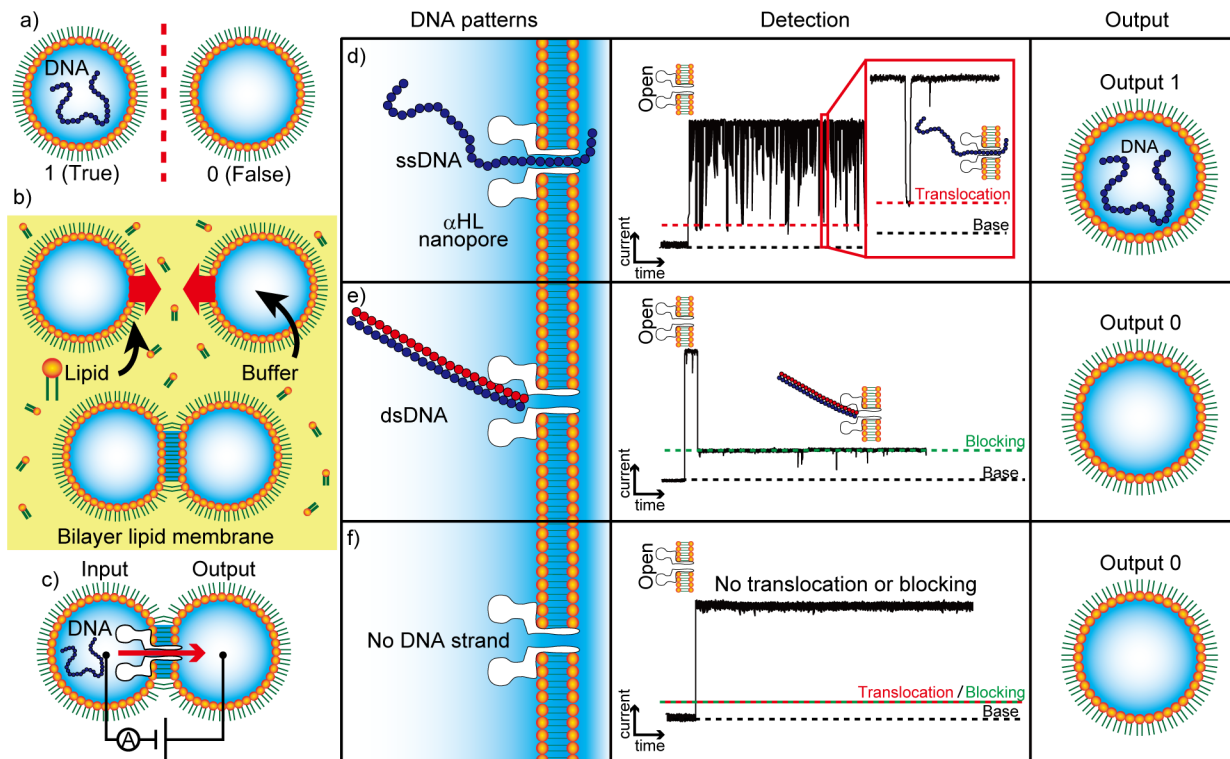 a)
DNA
1 (True)
0 (False)
b)
Lipid
Buffer
Bilayer lipid membrane
c)
Input
Output
DNA
A
DNA patterns
Detection
Output
d)
ssDNA
αHL
nanopore
Open
Translocation
Base
current
time
Output 1
DNA
e)
dsDNA
Open
Blocking
Base
current
time
Output 0
f)
No DNA strand
Open
No translocation or blocking
Translocation / Blocking
Base
current
time
Output 0